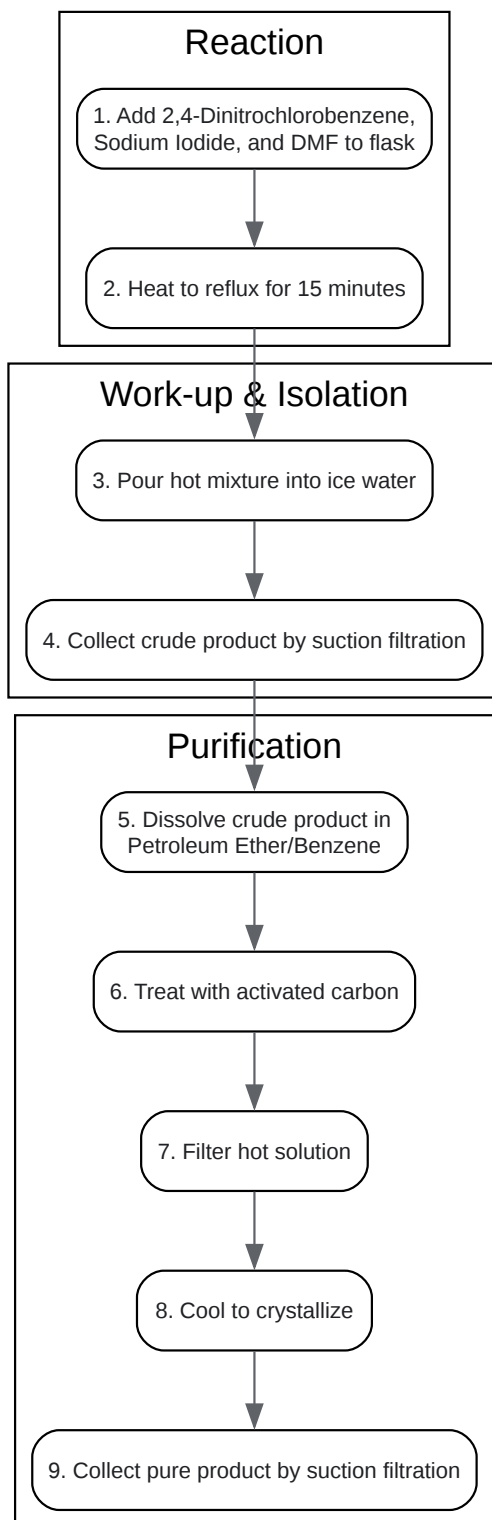 Reaction
1. Add 2,4-Dinitrochlorobenzene,
Sodium Iodide, and DMF to flask
2. Heat to reflux for 15 minutes
Work-up & Isolation
3. Pour hot mixture into ice water
4. Collect crude product by suction filtration
Purification
5. Dissolve crude product in
Petroleum Ether/Benzene
6. Treat with activated carbon
7. Filter hot solution
8. Cool to crystallize
9. Collect pure product by suction filtration